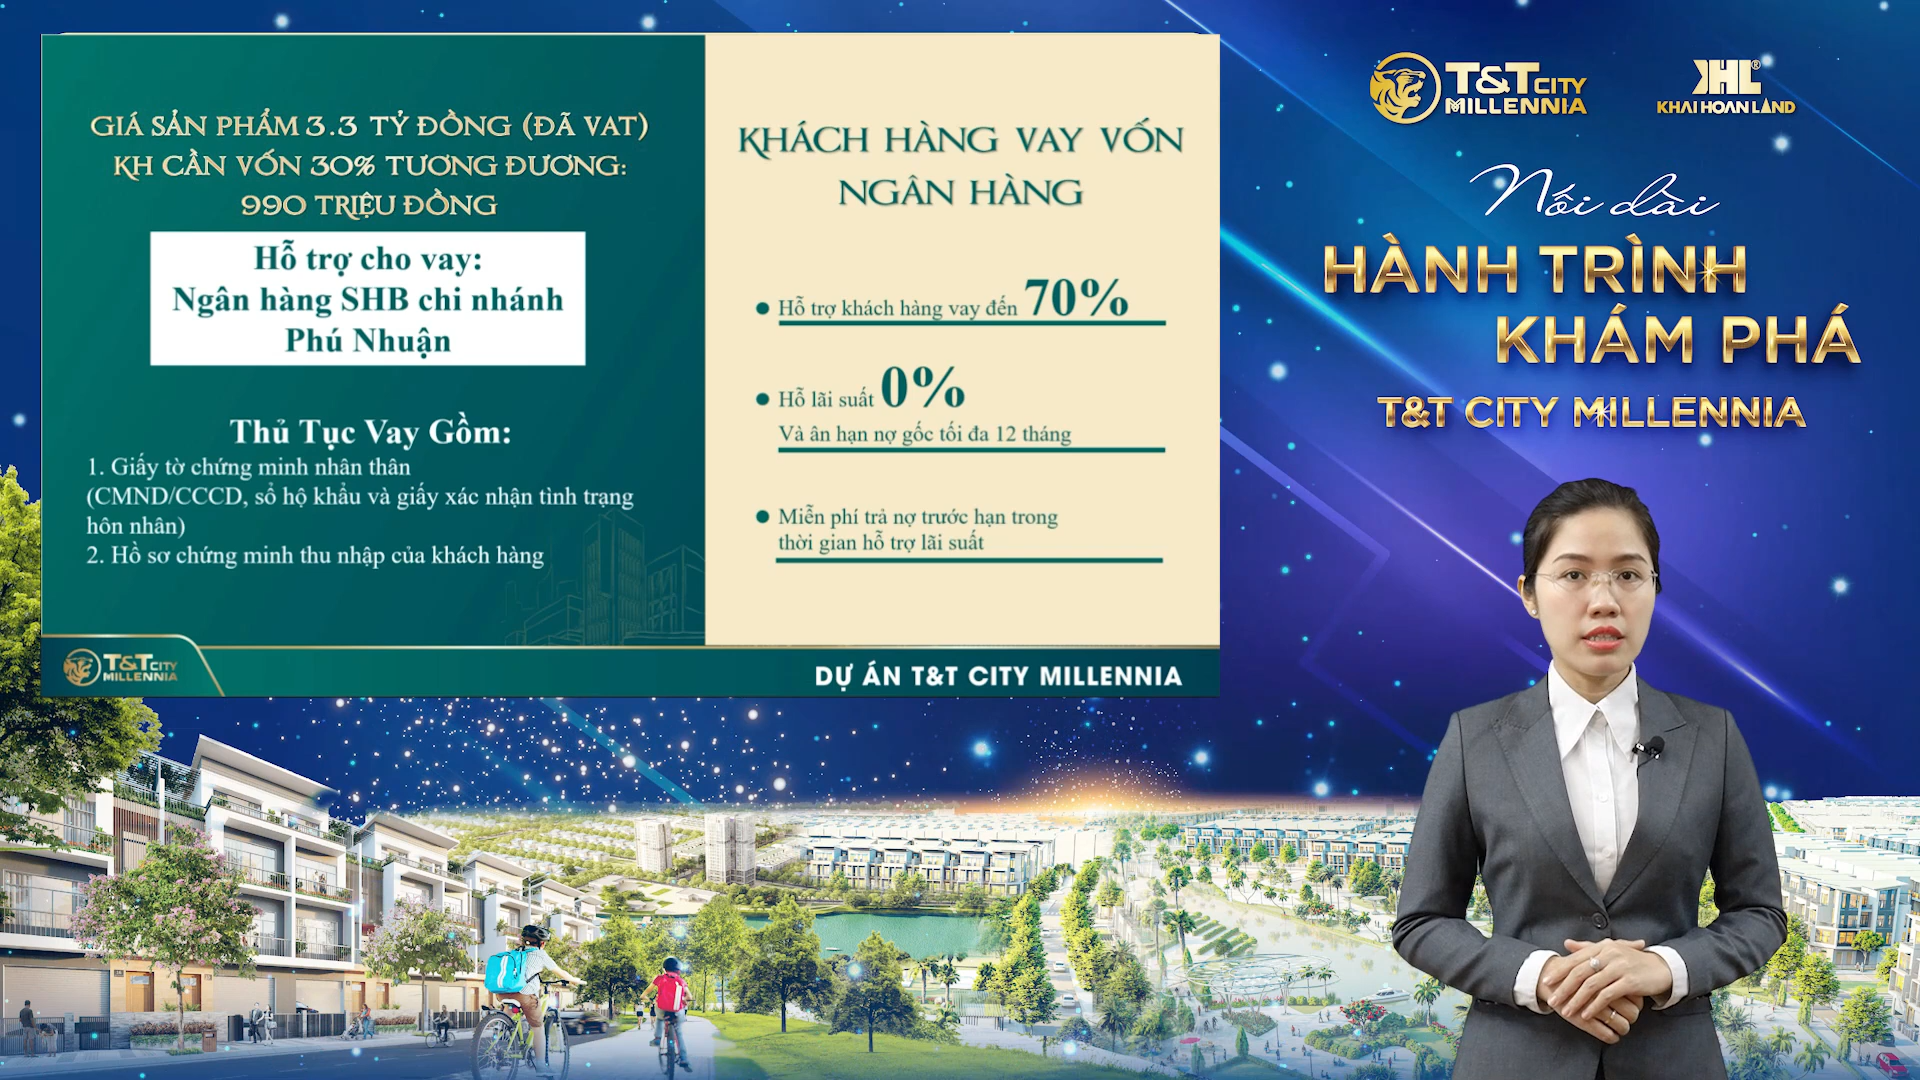 GIÁ SẢN PHẨM 3.3 TỶ ĐỒNG (ĐÃ VAT)
KH CẦN VỐN 30% TƯƠNG ĐƯƠNG:
990 TRIỆU ĐỒNG
Hỗ trợ cho vay:
Ngân hàng SHB chi nhánh
Phú Nhuận
Thủ Tục Vay Gồm:
1. Giấy tờ chứng minh nhân thân
(CMND/CCCD, sổ hộ khẩu và giấy xác nhận tình trạng
hôn nhân)
2. Hồ sơ chứng minh thu nhập của khách hàng
KHÁCH HÀNG VAY VỐN
NGÂN HÀNG
Hỗ trợ khách hàng vay đến 70%
Hỗ lãi suất 0%
Và ân hạn nợ gốc tối đa 12 tháng
Miễn phí trả nợ trước hạn trong
thời gian hỗ trợ lãi suất
T&T CITY
MILLENNIA
DỰ ÁN T&T CITY MILLENNIA
T&T CITY
MILLENNIA
KHL®
KHAI HOAN LAND
Nối dài
HÀNH TRÌNH
KHÁM PHÁ
T&T CITY MILLENNIA